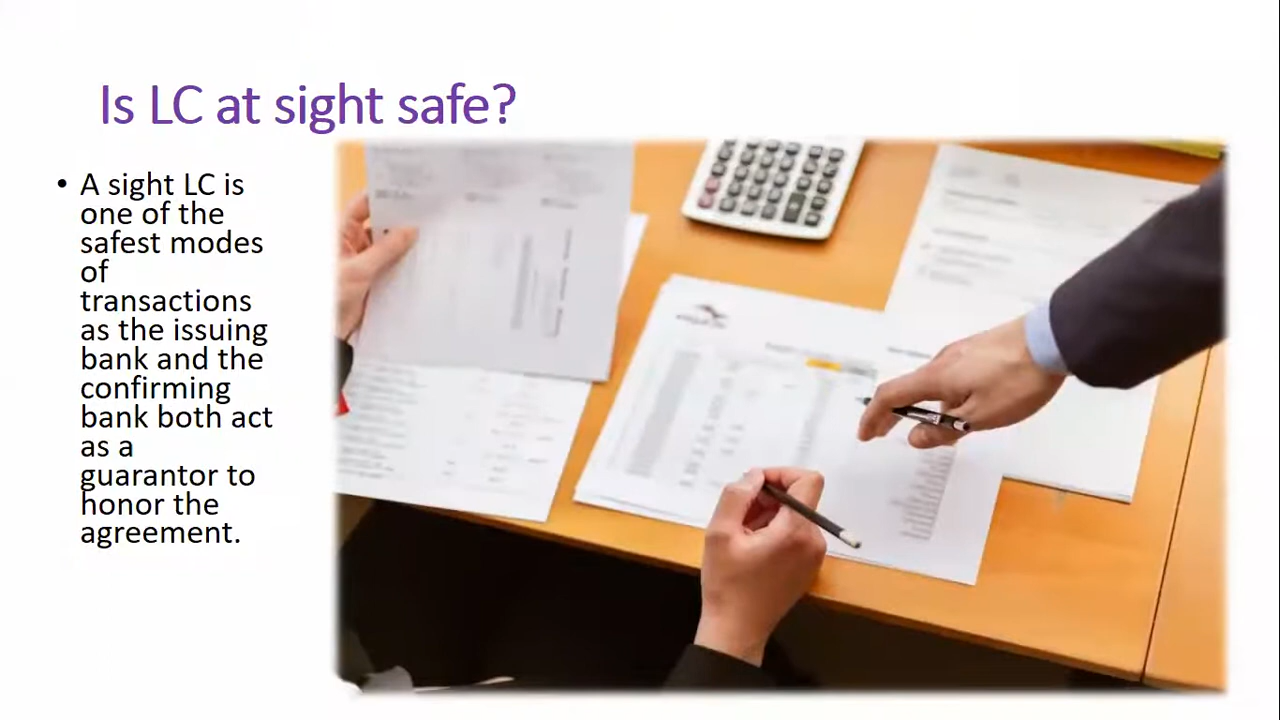 Is LC at sight safe?
• A sight LC is
one of the
safest modes
of
transactions
as the issuing
bank and the
confirming
bank both act
as a
guarantor to
honor the
agreement.